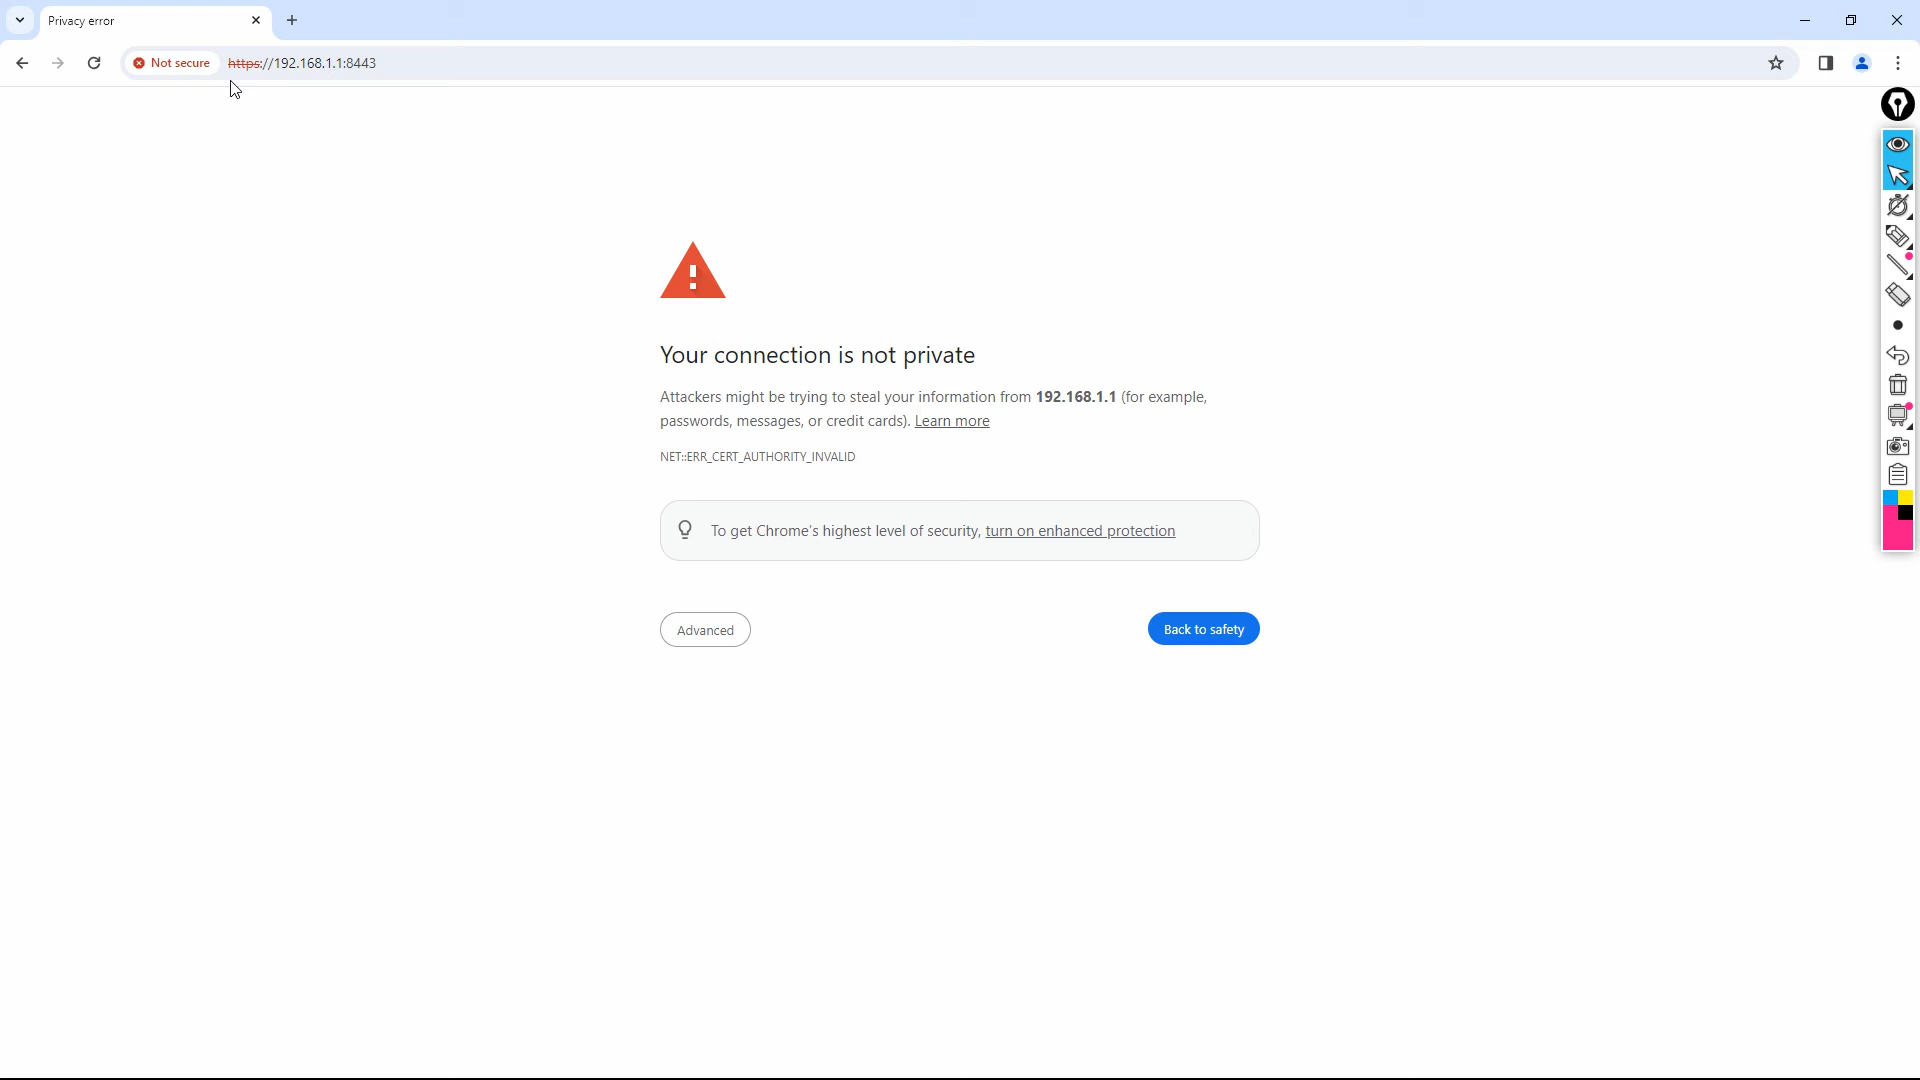 Privacy error
Not secure https://192.168.1.1:8443
Your connection is not private
Attackers might be trying to steal your information from 192.168.1.1 (for example,
passwords, messages, or credit cards). Learn more
NET::ERR_CERT_AUTHORITY_INVALID
To get Chrome's highest level of security, turn on enhanced protection
Advanced
Back to safety